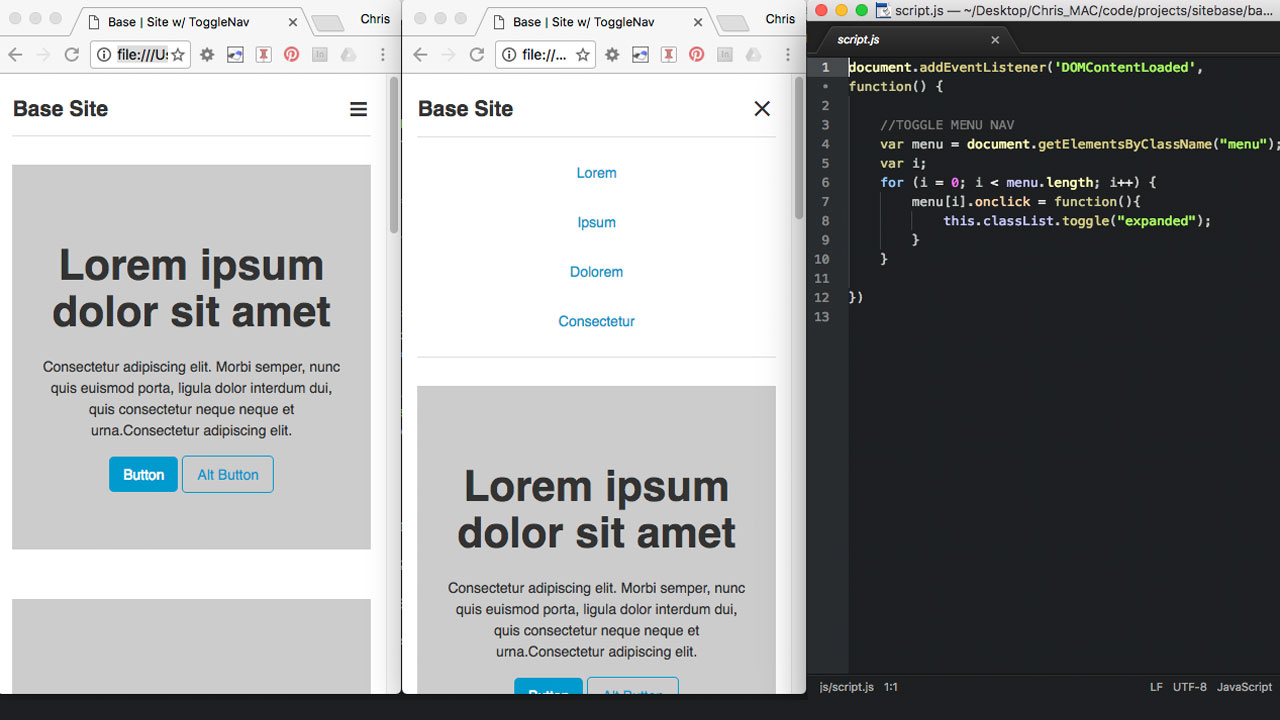 Base | Site w/ ToggleNav
Chris
file:///Us
Base Site
Lorem ipsum
dolor sit amet
Consectetur adipiscing elit. Morbi semper, nunc
quis euismod porta, ligula dolor interdum dui,
quis consectetur neque neque et
urna.Consectetur adipiscing elit.
Button
Alt Button
Base | Site w/ ToggleNav
Chris
file://...
Base Site
Lorem
Ipsum
Dolorem
Consectetur
Lorem ipsum
dolor sit amet
Consectetur adipiscing elit. Morbi semper, nunc
quis euismod porta, ligula dolor interdum dui,
quis consectetur neque neque et
urna.Consectetur adipiscing elit.
Button
Alt Button
script.js — ~/Desktop/Chris_MAC/code/projects/sitebase/ba...
script.js
1 document.addEventListener('DOMContentLoaded',
• function() {
2
3 //TOGGLE MENU NAV
4 var menu = document.getElementsByClassName("menu");
5 var i;
6 for (i = 0; i < menu.length; i++) {
7 menu[i].onclick = function(){
8 this.classList.toggle("expanded");
9 }
10 }
11
12 })
13
js/script.js 1:1 LF UTF-8 JavaScript